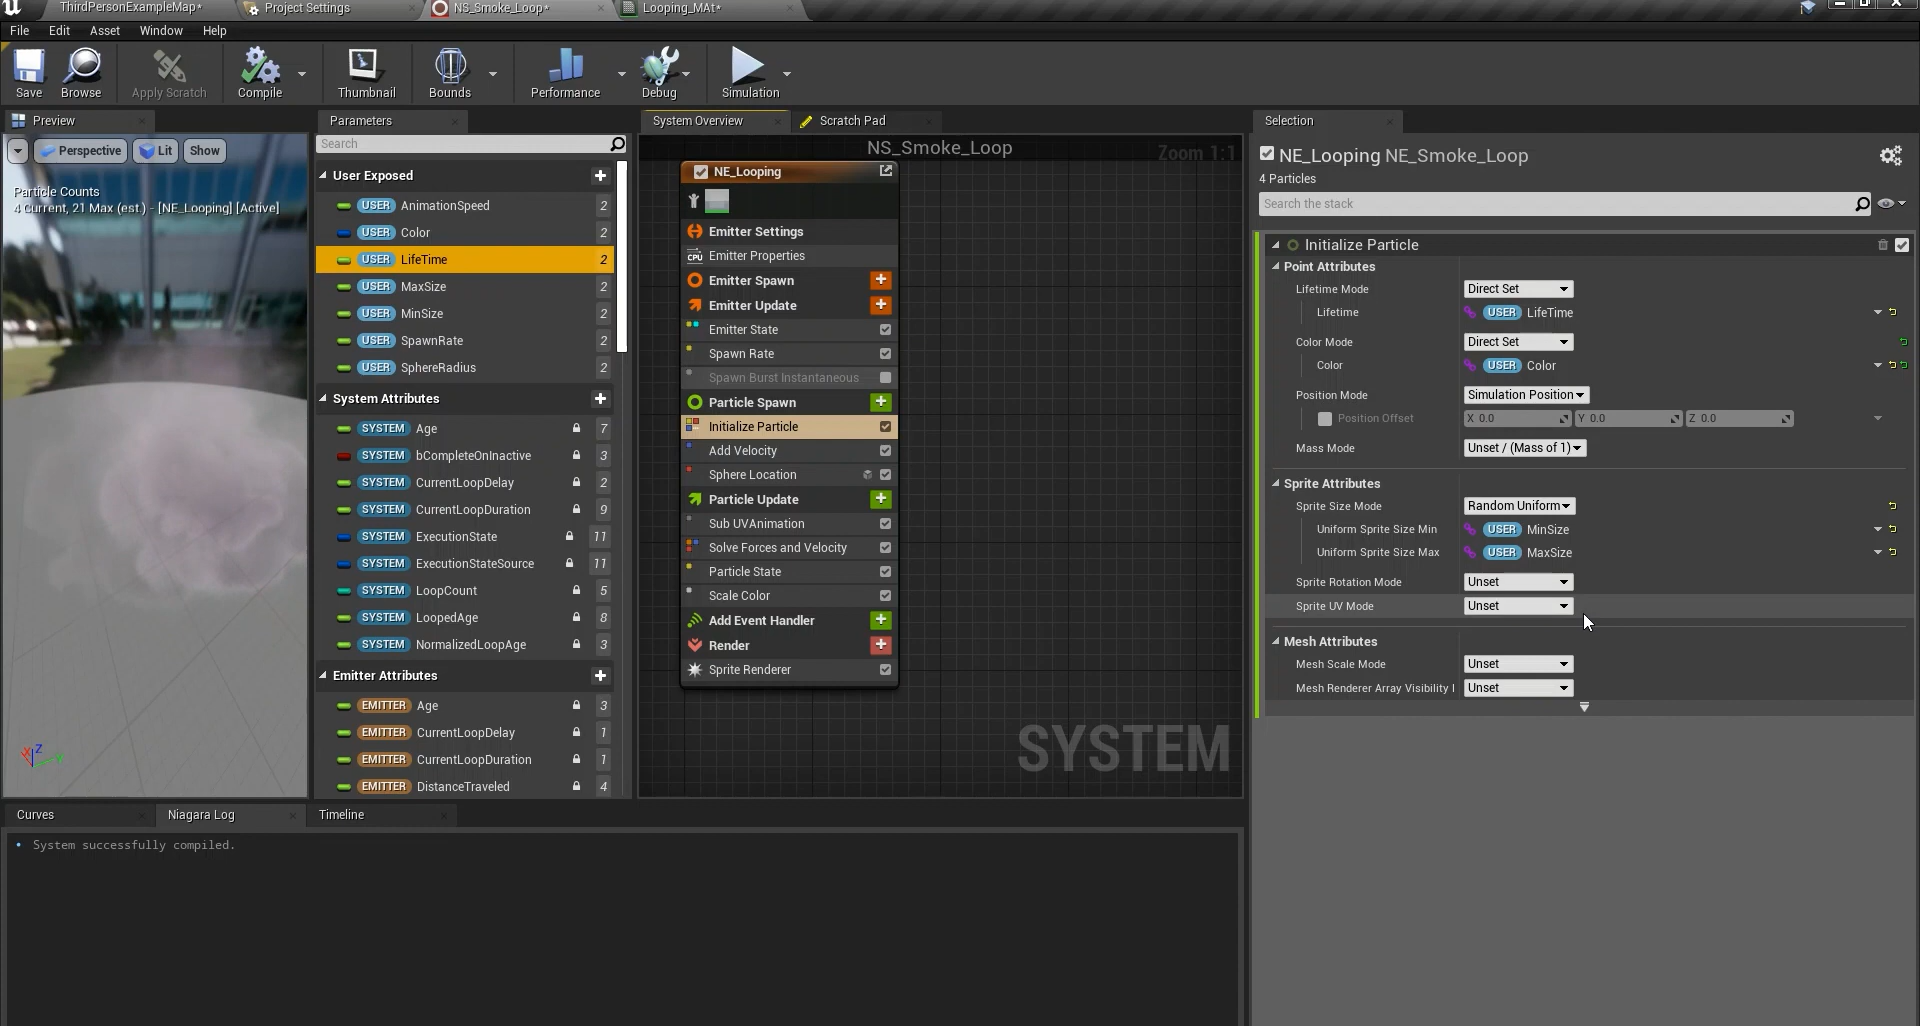 ThirdPersonExampleMap*
Project Settings
NS_Smoke_Loop*
Looping_MAt*
File Edit Asset Window Help
Save
Browse
Apply Scratch
Compile
Thumbnail
Bounds
Performance
Debug
Simulation
Preview
Perspective
Lit
Show
Particle Counts
4 Current, 21 Max (est.) - [NE_Looping] [Active]
Z
X
Y
Parameters
Search
User Exposed
USER AnimationSpeed 2
USER Color 2
USER LifeTime 2
USER MaxSize 2
USER MinSize 2
USER SpawnRate 2
USER SphereRadius 2
System Attributes
SYSTEM Age 7
SYSTEM bCompleteOnInactive 3
SYSTEM CurrentLoopDelay 2
SYSTEM CurrentLoopDuration 9
SYSTEM ExecutionState 11
SYSTEM ExecutionStateSource 11
SYSTEM LoopCount 5
SYSTEM LoopedAge 8
SYSTEM NormalizedLoopAge 3
Emitter Attributes
EMITTER Age 3
EMITTER CurrentLoopDelay 1
EMITTER CurrentLoopDuration 1
EMITTER DistanceTraveled 4
System Overview
Scratch Pad
NS_Smoke_Loop
Zoom 1:1
NE_Looping
Emitter Settings
CPU Emitter Properties
Emitter Spawn
Emitter Update
Emitter State
Spawn Rate
Spawn Burst Instantaneous
Particle Spawn
Initialize Particle
Add Velocity
Sphere Location
Particle Update
Sub UVAnimation
Solve Forces and Velocity
Particle State
Scale Color
Add Event Handler
Render
Sprite Renderer
SYSTEM
Selection
NE_Looping NE_Smoke_Loop
4 Particles
Search the stack
Initialize Particle
Point Attributes
Lifetime Mode Direct Set
Lifetime USER LifeTime
Color Mode Direct Set
Color USER Color
Position Mode Simulation Position
Position Offset X 0.0 Y 0.0 Z 0.0
Mass Mode Unset / (Mass of 1)
Sprite Attributes
Sprite Size Mode Random Uniform
Uniform Sprite Size Min USER MinSize
Uniform Sprite Size Max USER MaxSize
Sprite Rotation Mode Unset
Sprite UV Mode Unset
Mesh Attributes
Mesh Scale Mode Unset
Mesh Renderer Array Visibility I Unset
Curves
Niagara Log
Timeline
• System successfully compiled.